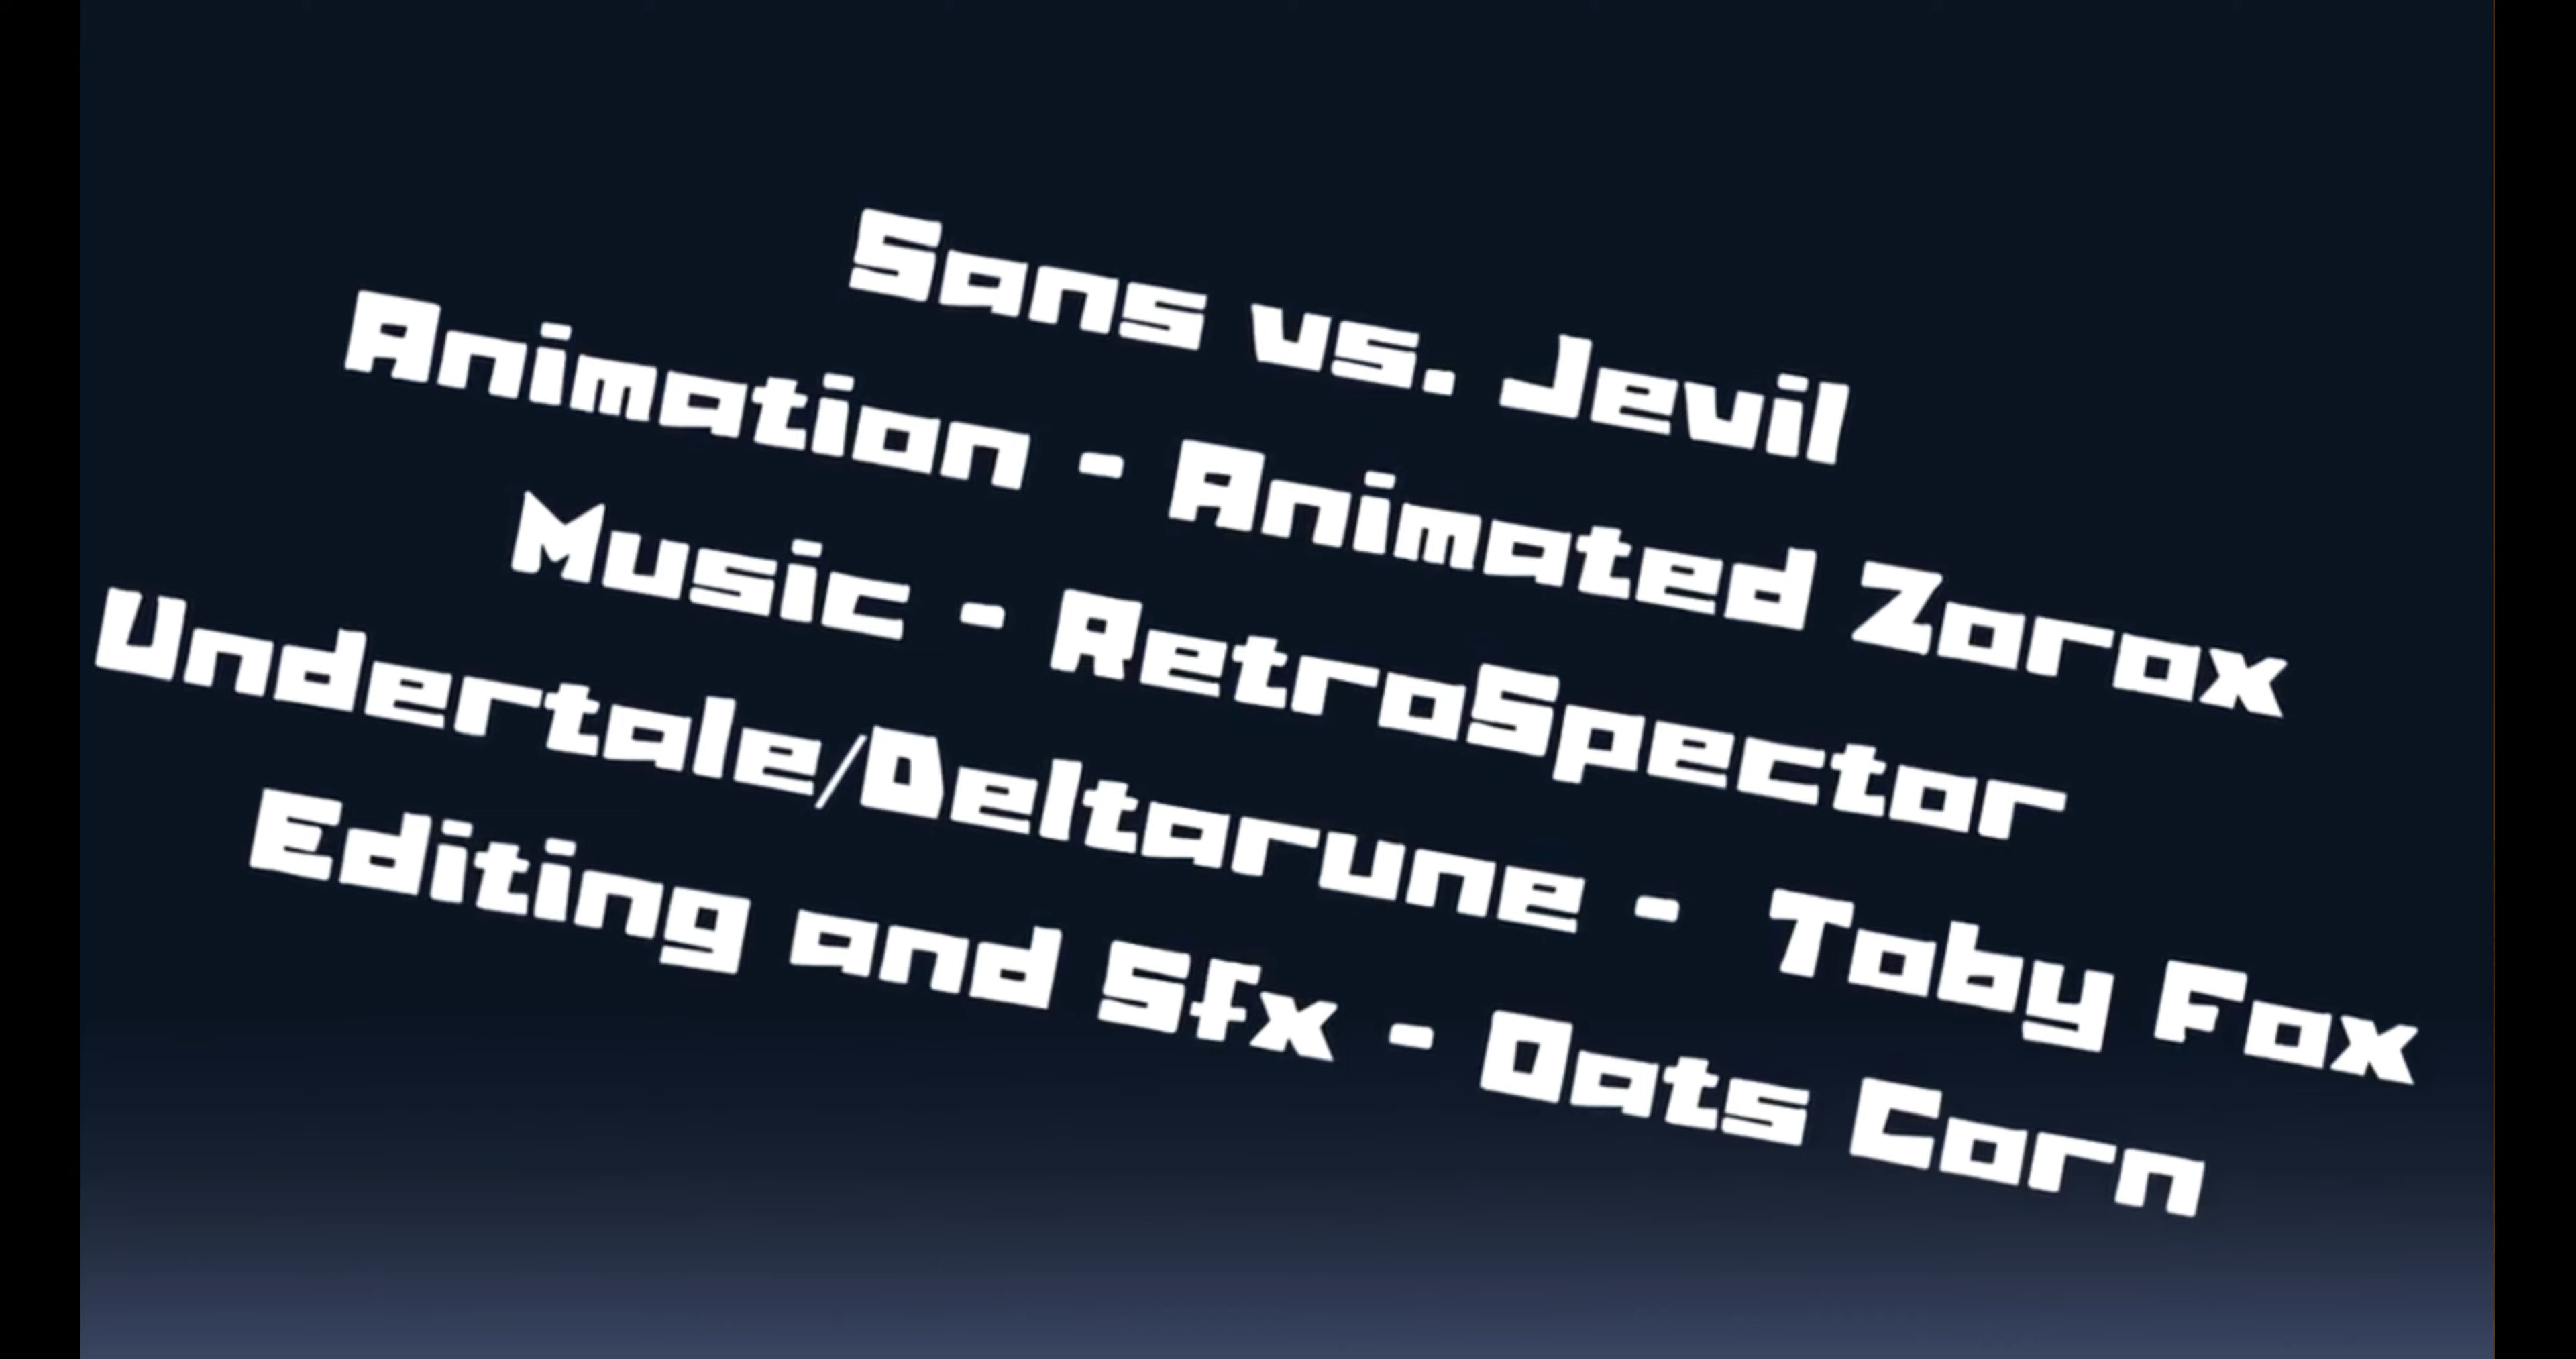 Sans vs. Jevil
Animation - Animated Zorox
Music - RetroSpector
Undertale/Deltarune - Toby Fox
Editing and Sfx - Oats Corn